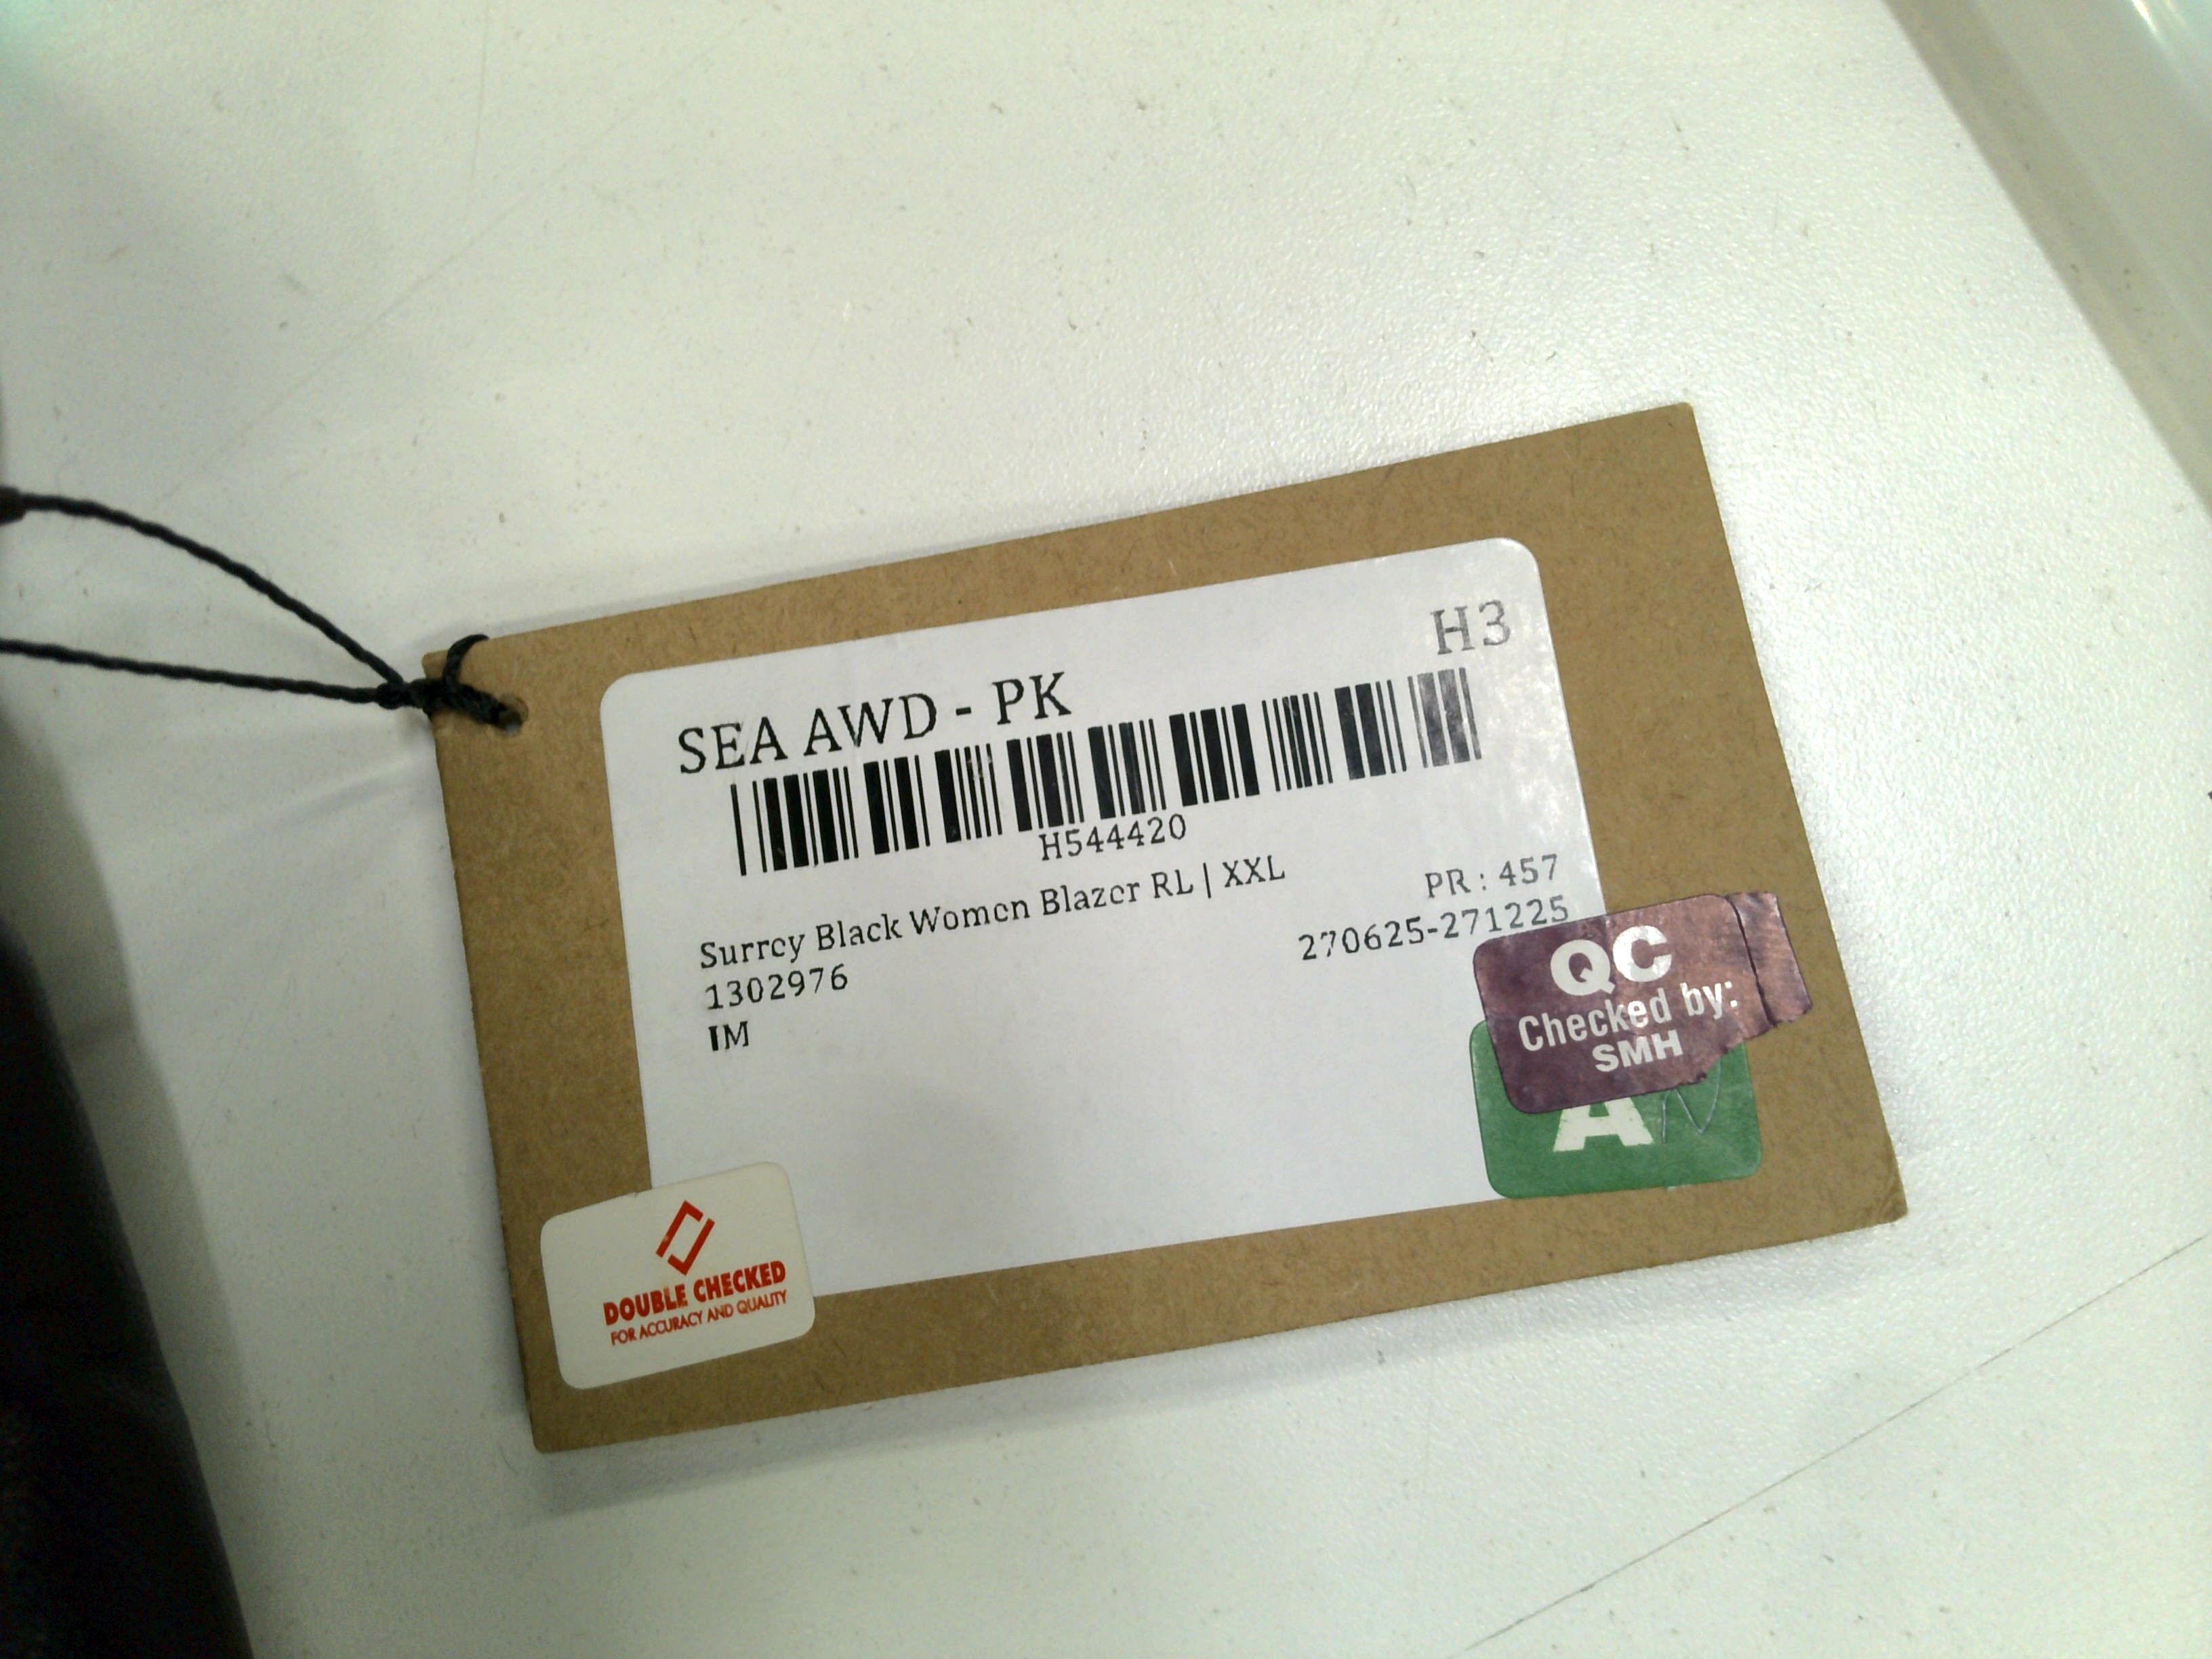 H3
SEA AWD - PK
H544420
Surrey Black Women Blazer RL | XXL
PR : 457
1302976
270625-271225
IM
QC
Checked by:
SMH
A
DOUBLE CHECKED
FOR ACCURACY AND QUALITY